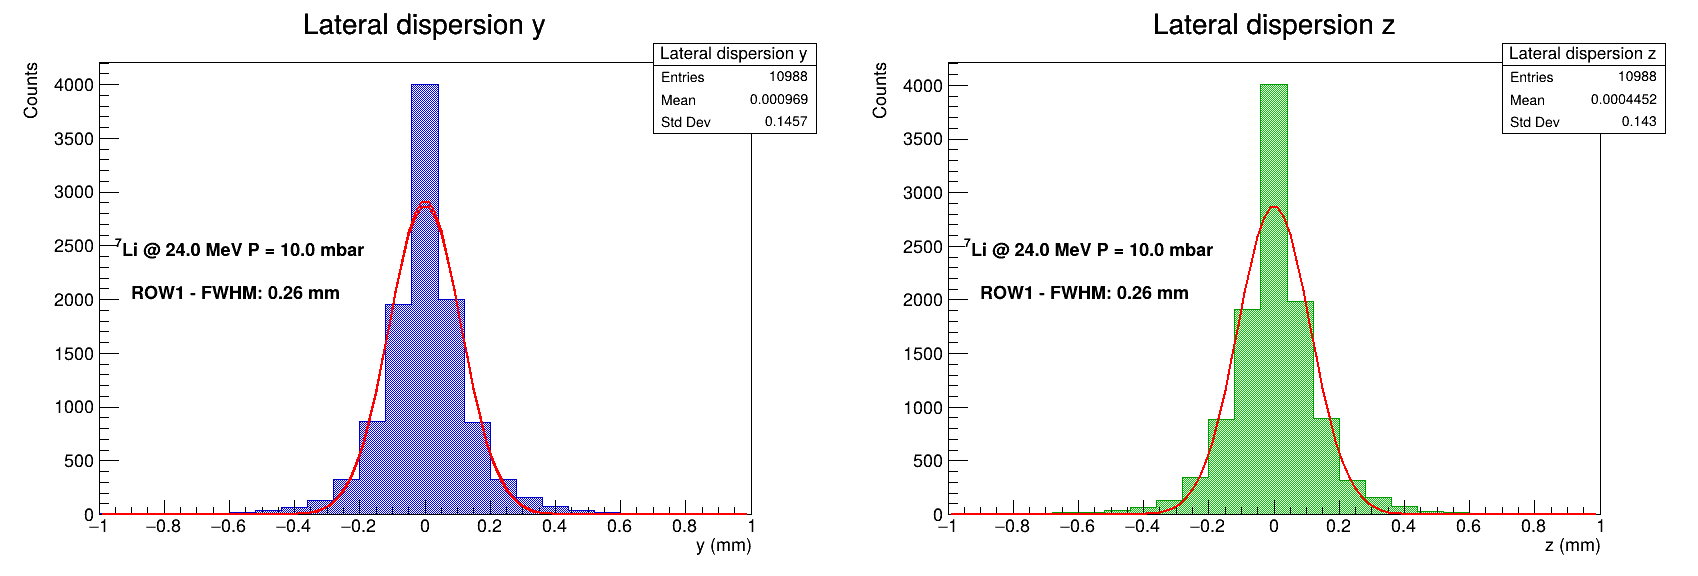 Lateral dispersion y
Counts
4000
3500
3000
2500
2000
1500
1000
500
0
−1
−0.8
−0.6
−0.4
−0.2
0
0.2
0.4
0.6
0.8
1
y (mm)
Lateral dispersion y
Entries 10988
Mean 0.000969
Std Dev 0.1457
⁷Li @ 24.0 MeV P = 10.0 mbar
ROW1 - FWHM: 0.26 mm
Lateral dispersion z
Counts
4000
3500
3000
2500
2000
1500
1000
500
0
−1
−0.8
−0.6
−0.4
−0.2
0
0.2
0.4
0.6
0.8
1
z (mm)
Lateral dispersion z
Entries 10988
Mean 0.0004452
Std Dev 0.143
⁷Li @ 24.0 MeV P = 10.0 mbar
ROW1 - FWHM: 0.26 mm